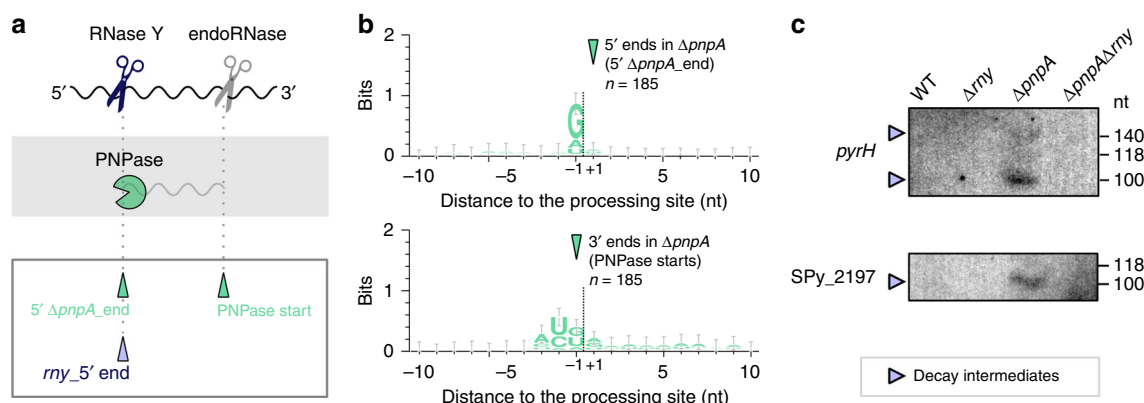 a
RNase Y endoRNase
5′ 3′
PNPase
5′ ΔpnpA_end PNPase start
rny_5′ end
b
2
1
0
Bits
5′ ends in ΔpnpA
(5′ ΔpnpA_end)
n = 185
G
A
U
−10 −5 −1 +1 5 10
Distance to the processing site (nt)
2
1
0
Bits
3′ ends in ΔpnpA
(PNPase starts)
n = 185
A U G
C U A
−10 −5 −1 +1 5 10
Distance to the processing site (nt)
c
WT Δrny ΔpnpA ΔpnpAΔrny
nt
pyrH
140
118
100
SPy_2197
118
100
Decay intermediates